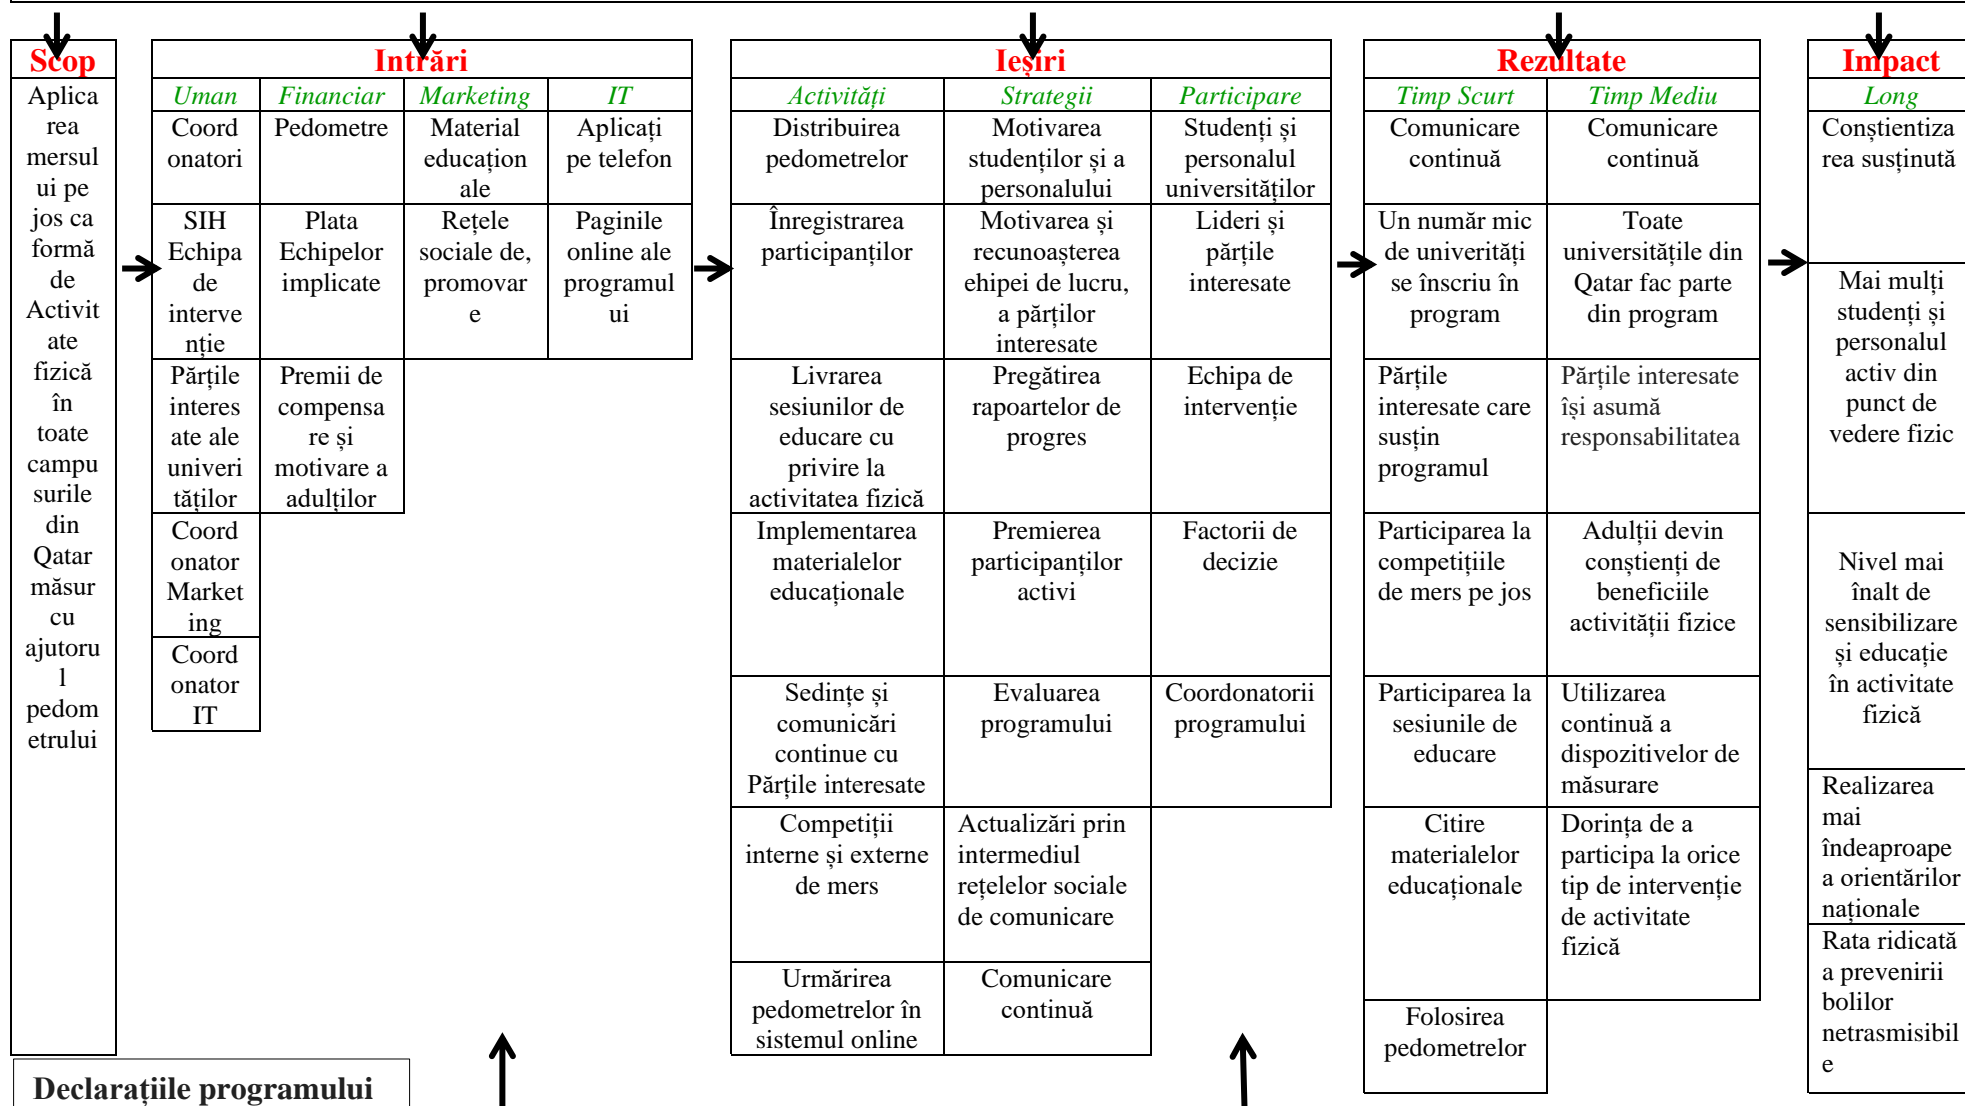 Scop
Aplica
rea
mersul
ui pe
jos ca
formă
de
Activit
ate
fizică
în
toate
campu
surile
din
Qatar
măsur
cu
ajutoru
l
pedom
etrului
Intrări
Uman
Coord
onatori
SIH
Echipa
de
interve
nție
Părțile
interes
ate ale
univeri
tăților
Coord
onator
Market
ing
Coord
onator
IT
Financiar
Pedometre
Plata
Echipelor
implicate
Premii de
compensa
re și
motivare a
adulților
Marketing
Material
education
ale
Rețele
sociale de,
promovar
e
IT
Aplicați
pe telefon
Paginile
online ale
programul
ui
Ieșiri
Activități
Distribuirea
pedometrelor
Înregistrarea
participanților
Livrarea
sesiunilor de
educare cu
privire la
activitatea fizică
Implementarea
materialelor
educaționale
Sedințe și
comunicări
continue cu
Părțile interesate
Competiții
interne și externe
de mers
Urmărirea
pedometrelor în
sistemul online
Strategii
Motivarea
studenților și a
personalului
Motivarea și
recunoașterea
ehipei de lucru,
a părților
interesate
Pregătirea
rapoartelor de
progres
Premierea
participanților
activi
Evaluarea
programului
Actualizări prin
intermediul
rețelelor sociale
de comunicare
Comunicare
continuă
Participare
Studenți și
personalul
universităților
Lideri și
părțile
interesate
Echipa de
intervenție
Factorii de
decizie
Coordonatorii
programului
Rezultate
Timp Scurt
Comunicare
continuă
Un număr mic
de univerități
se înscriu în
program
Părțile
interesate care
susțin
programul
Participarea la
competițiile
de mers pe jos
Participarea la
sesiunile de
educare
Citire
materialelor
educaționale
Folosirea
pedometrelor
Timp Mediu
Comunicare
continuă
Toate
universitățile din
Qatar fac parte
din program
Părțile interesate
își asumă
responsabilitatea
Adulții devin
conștienți de
beneficiile
activității fizice
Utilizarea
continuă a
dispozitivelor de
măsurare
Dorința de a
participa la orice
tip de intervenție
de activitate
fizică
Impact
Long
Conștientiza
rea susținută
Mai mulți
studenți și
personalul
activ din
punct de
vedere fizic
Nivel mai
înalt de
sensibilizare
și educație
în activitate
fizică
Realizarea
mai
îndeaproape
a orientărilor
naționale
Rata ridicată
a prevenirii
bolilor
netrasmisibil
e
Declarațiile programului